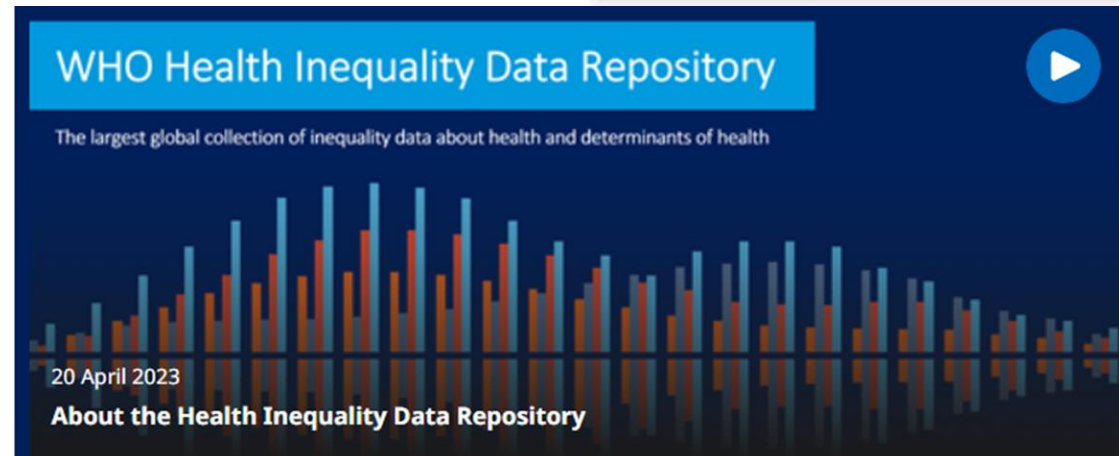 WHO Health Inequality Data Repository
The largest global collection of inequality data about health and determinants of health
20 April 2023
About the Health Inequality Data Repository